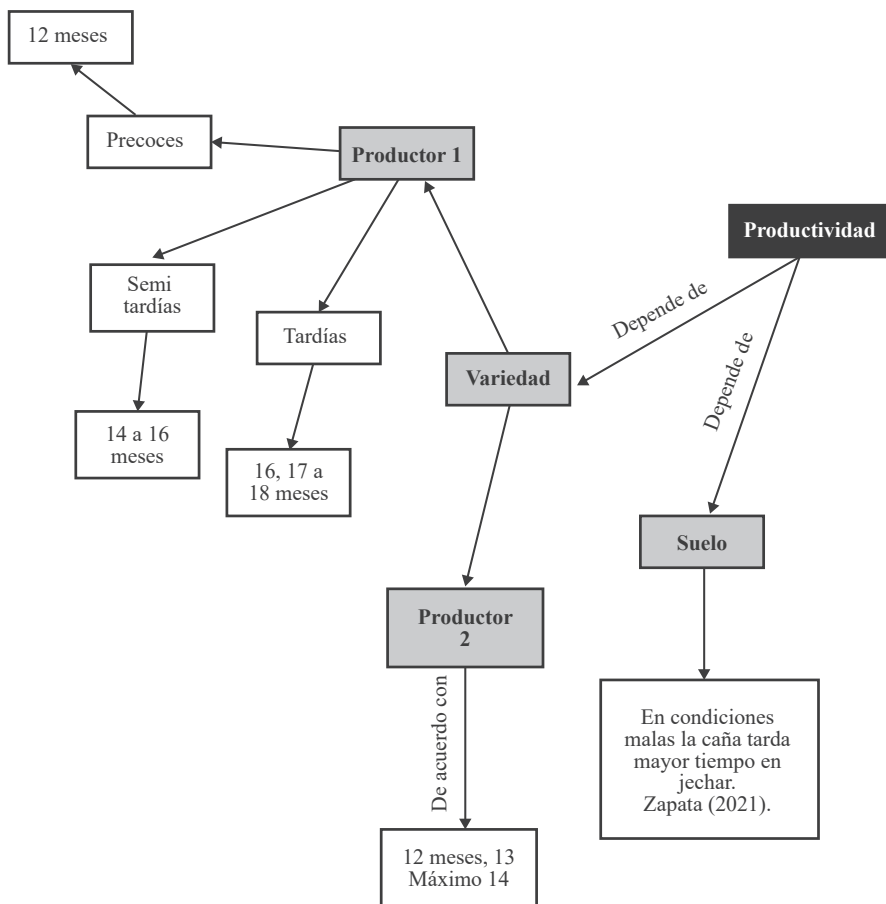 12 meses
Precoces
Productor 1
Productividad
Semi
tardías
Tardías
Depende de
Depende de
Variedad
14 a 16
meses
16, 17 a
18 meses
Suelo
Productor
2
De acuerdo con
En condiciones
malas la caña tarda
mayor tiempo en
jechar.
Zapata (2021).
12 meses, 13
Máximo 14